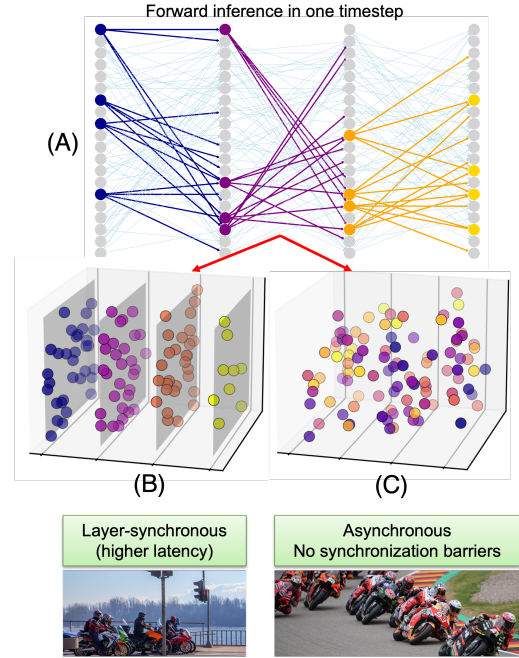 Forward inference in one timestep
(A)
(B)
(C)
Layer-synchronous
(higher latency)
Asynchronous
No synchronization barriers